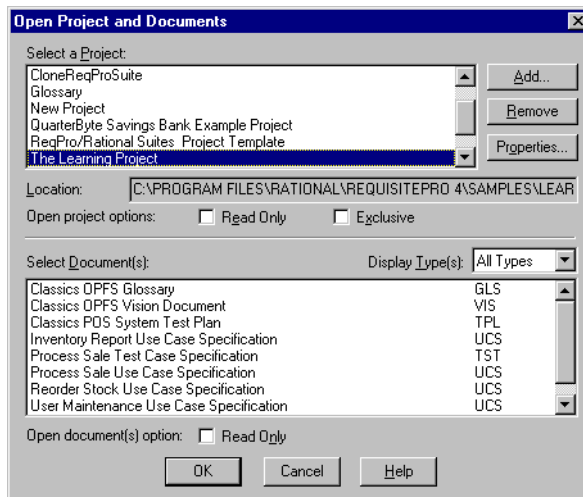 Open Project and Documents
Select a Project:
CloneReqProSuite
Glossary
New Project
QuarterByte Savings Bank Example Project
ReqPro/Rational Suites Project Template
The Learning Project
Add...
Remove
Properties...
Location: C:\PROGRAM FILES\RATIONAL\REQUISITEPRO 4\SAMPLES\LEAR
Open project options: Read Only Exclusive
Select Document(s): Display Type(s): All Types
Classics OPFS Glossary GLS
Classics OPFS Vision Document VIS
Classics POS System Test Plan TPL
Inventory Report Use Case Specification UCS
Process Sale Test Case Specification TST
Process Sale Use Case Specification UCS
Reorder Stock Use Case Specification UCS
User Maintenance Use Case Specification UCS
Open document(s) option: Read Only
OK Cancel Help